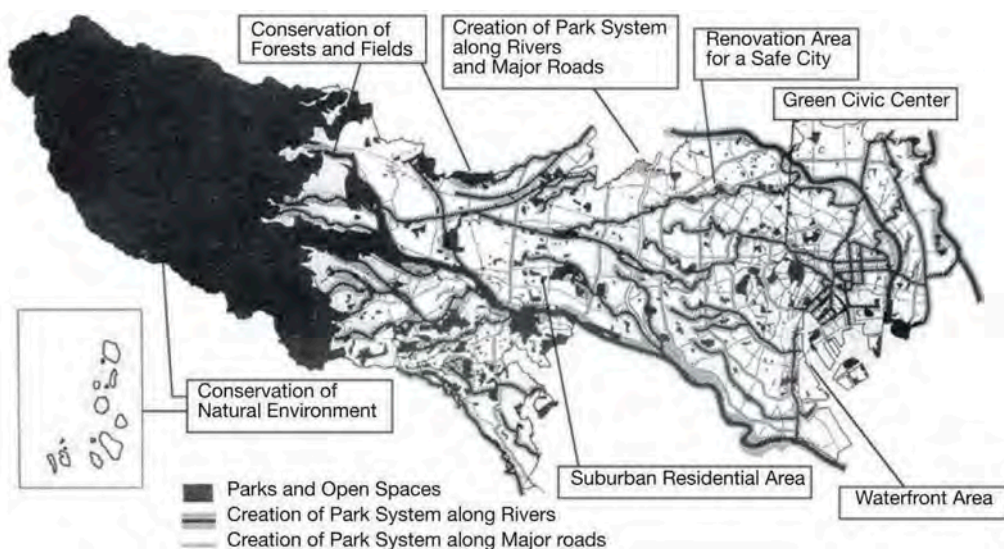 Conservation of
Forests and Fields
Creation of Park System
along Rivers
and Major Roads
Renovation Area
for a Safe City
Green Civic Center
Conservation of
Natural Environment
Suburban Residential Area
Waterfront Area
Parks and Open Spaces
Creation of Park System along Rivers
Creation of Park System along Major roads